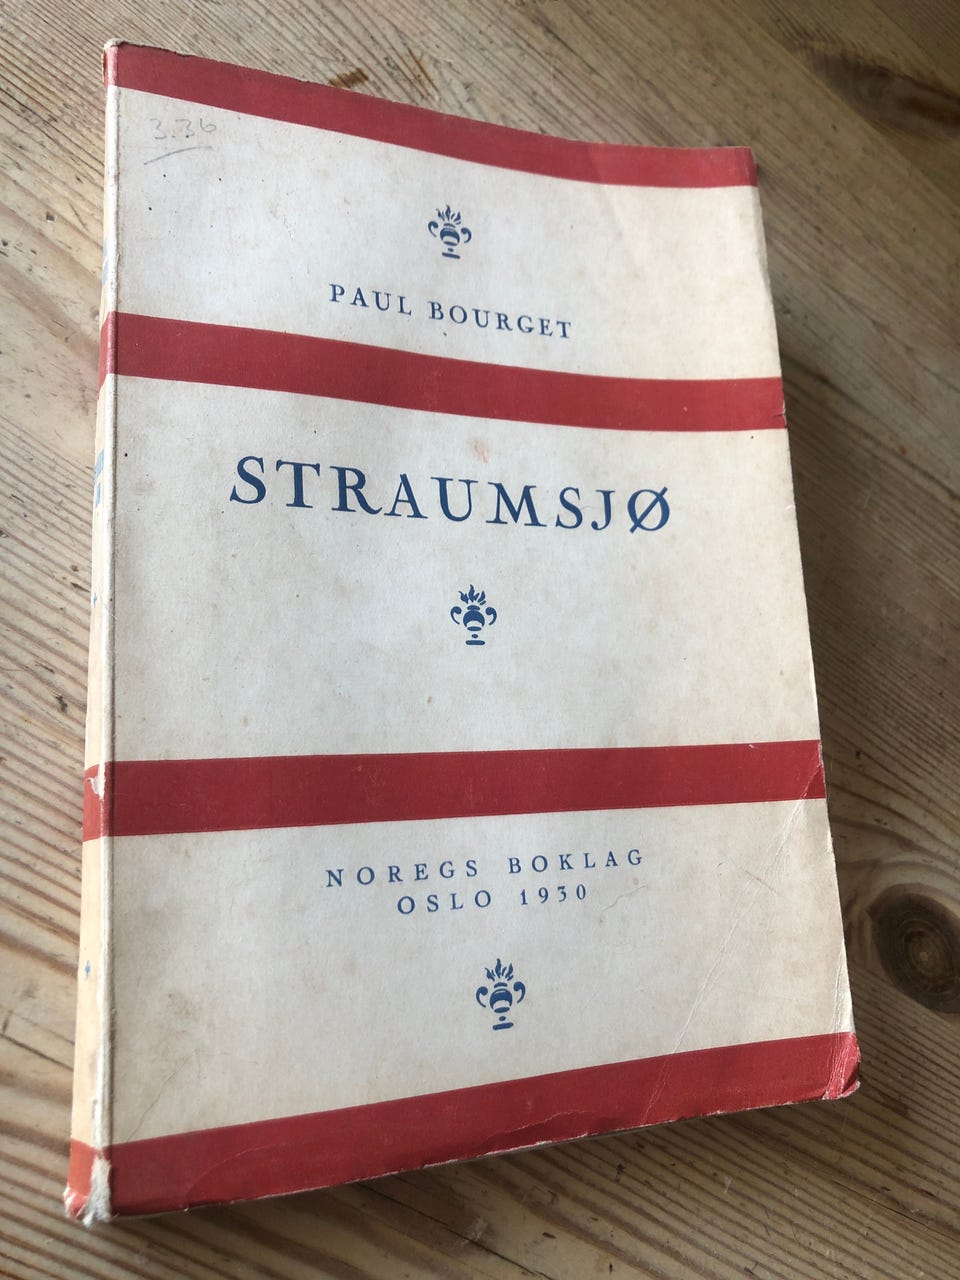 3.36
PAUL BOURGET
STRAUMSJØ
NOREGS BOKLAG
OSLO 1930